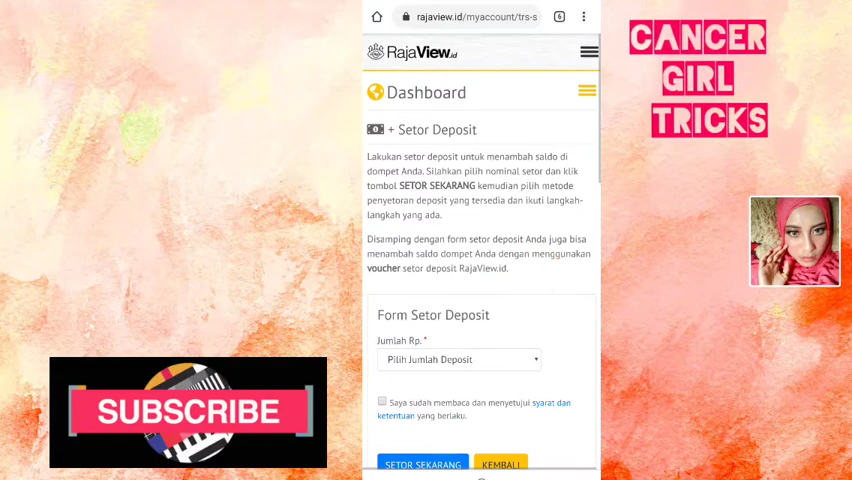 rajaview.id/myaccount/trs-s
6
RajaView.id
Dashboard
+ Setor Deposit
Lakukan setor deposit untuk menambah saldo di
dompet Anda. Silahkan pilih nominal setor dan klik
tombol SETOR SEKARANG kemudian pilih metode
penyetoran deposit yang tersedia dan ikuti langkah-
langkah yang ada.
Disamping dengan form setor deposit Anda juga bisa
menambah saldo dompet Anda dengan menggunakan
voucher setor deposit RajaView.id.
Form Setor Deposit
Jumlah Rp. *
Pilih Jumlah Deposit
Saya sudah membaca dan menyetujui syarat dan
ketentuan yang berlaku.
SETOR SEKARANG
KEMBALI
CANCER
GIRL
TRICKS
SUBSCRIBE